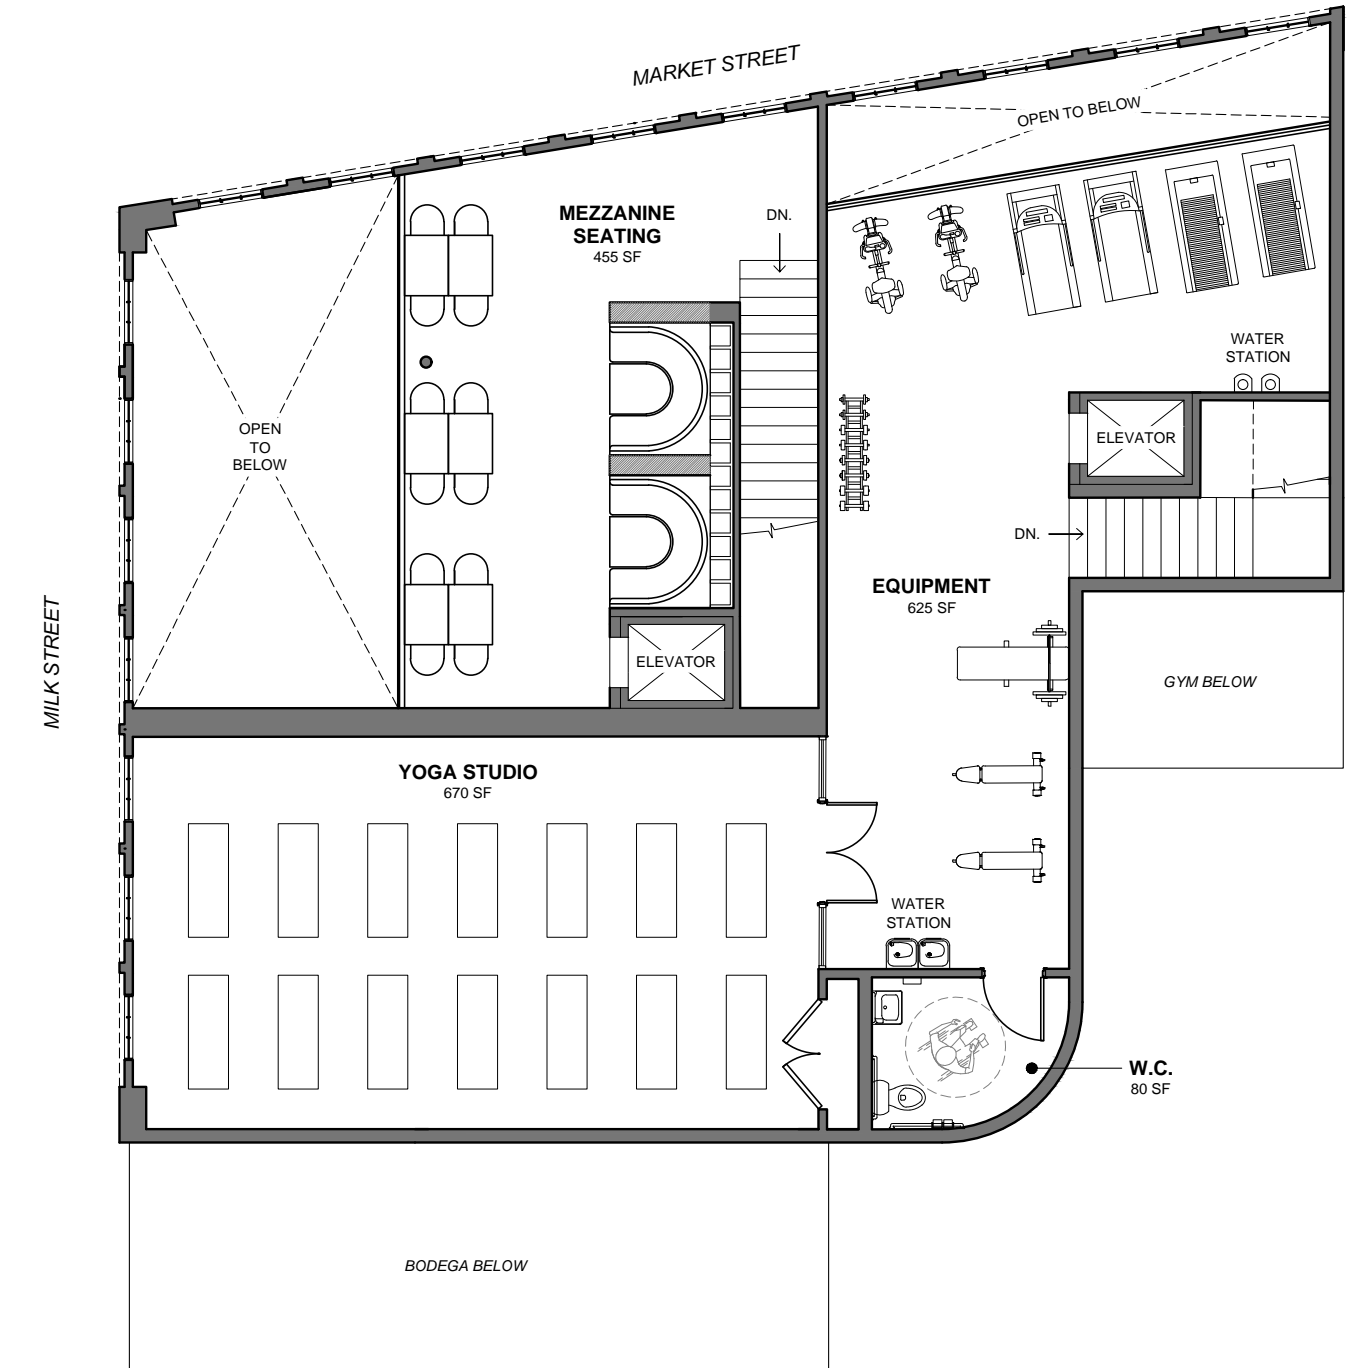 MARKET STREET
OPEN TO BELOW
MEZZANINE
SEATING
455 SF
DN.
WATER
STATION
OPEN
TO
BELOW
ELEVATOR
DN.
EQUIPMENT
625 SF
MILK STREET
ELEVATOR
GYM BELOW
YOGA STUDIO
670 SF
WATER
STATION
W.C.
80 SF
BODEGA BELOW